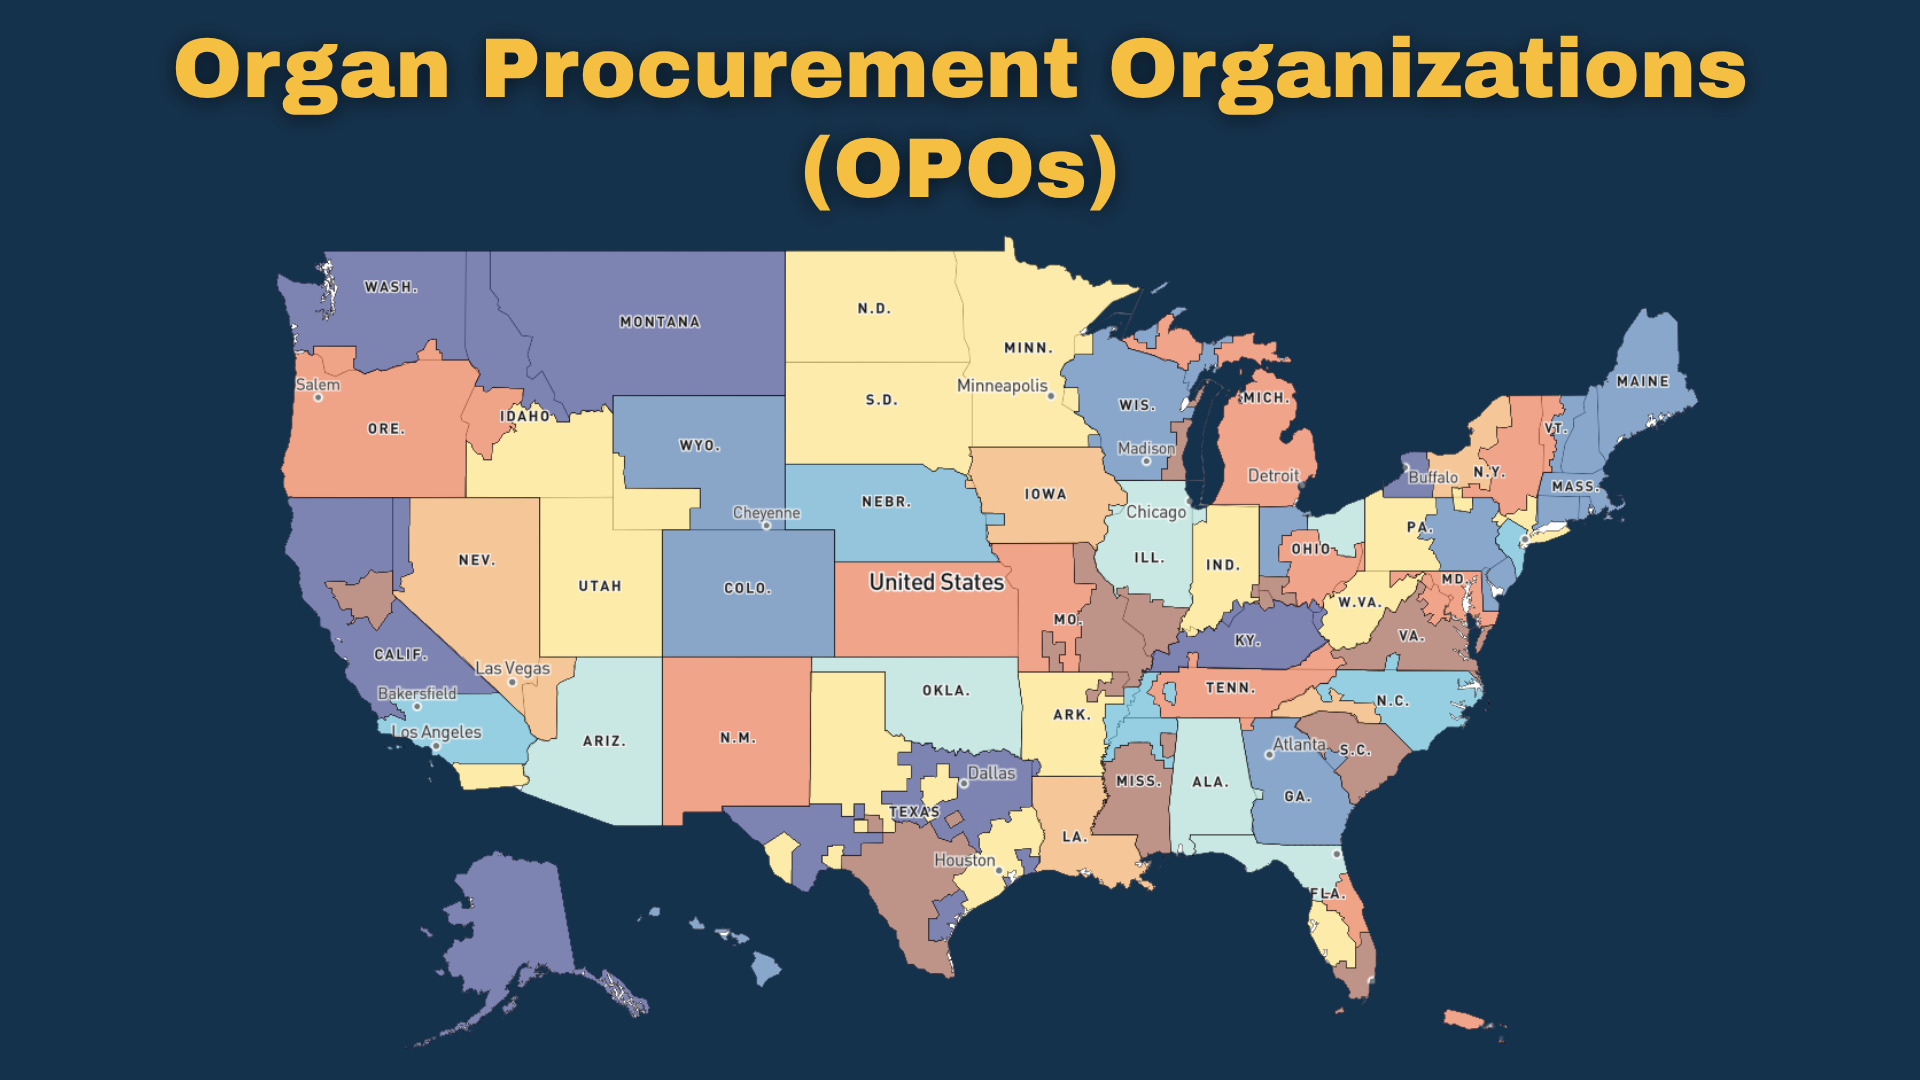 Organ Procurement Organizations
(OPOs)
WASH.
MONTANA
N.D.
MINN.
MAINE
Salem
Minneapolis
S.D.
MICH.
IDAHO
ORE.
WIS.
VT.
WYO.
Madison
Detroit
Buffalo
N.Y.
MASS.
IOWA
NEBR.
Cheyenne
Chicago
PA.
OHIO
NEV.
ILL.
IND.
UTAH
COLO.
United States
MD.
W.VA.
MO.
KY.
VA.
CALIF.
Las Vegas
Bakersfield
OKLA.
TENN.
N.C.
ARK.
Los Angeles
ARIZ.
N.M.
Atlanta
S.C.
Dallas
MISS.
ALA.
GA.
TEXAS
LA.
Houston
FLA.